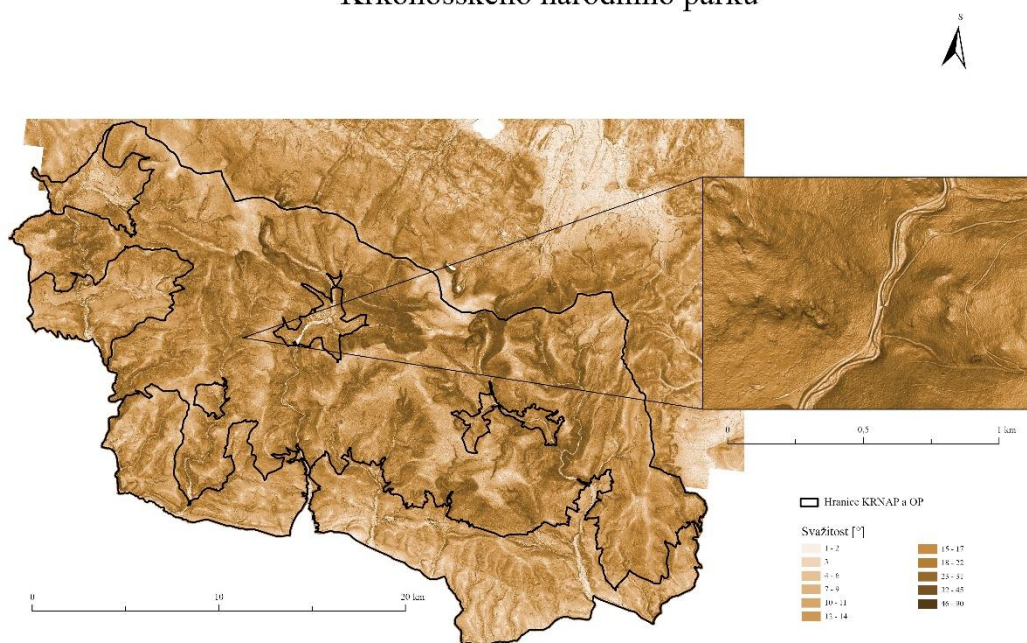 Krkonošského národního parku
S
0
0,5
1 km
Hranice KRNAP a OP
Svažitost [°]
1 - 2
3
4 - 6
7 - 9
10 - 11
12 - 14
15 - 17
18 - 22
23 - 31
32 - 45
46 - 90
0
10
20 km